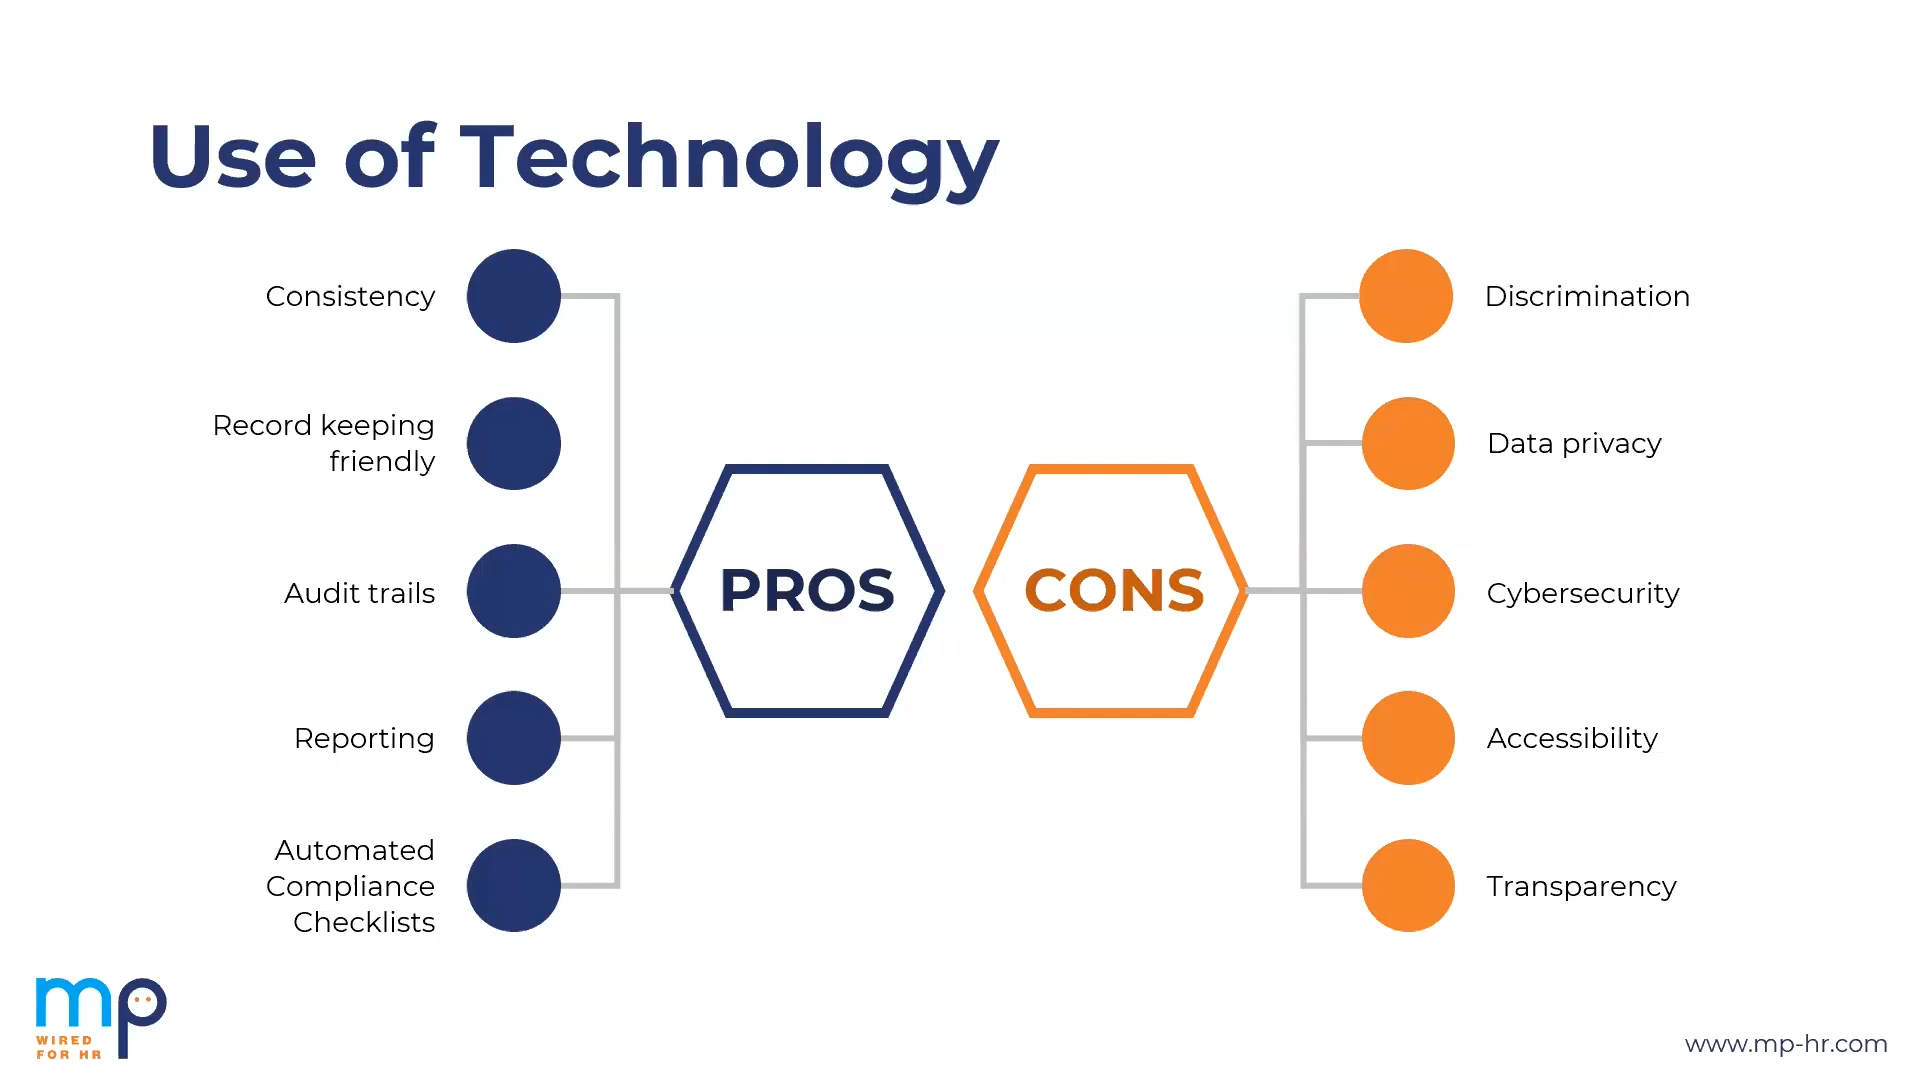 Use of Technology
Consistency
Record keeping
friendly
Audit trails
Reporting
Automated
Compliance
Checklists
PROS
CONS
Discrimination
Data privacy
Cybersecurity
Accessibility
Transparency
mp
WIRED
FOR HR
www.mp-hr.com